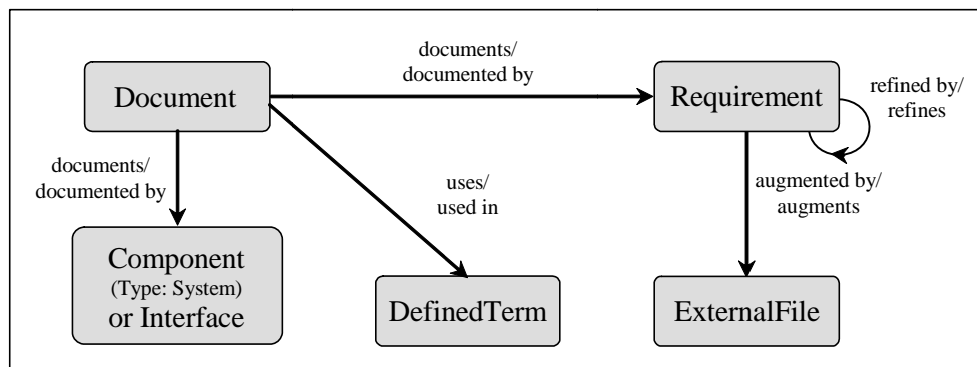 documents/
documented by
Document
Requirement
refined by/
refines
documents/
documented by
uses/
used in
augmented by/
augments
Component
(Type: System)
or Interface
DefinedTerm
ExternalFile